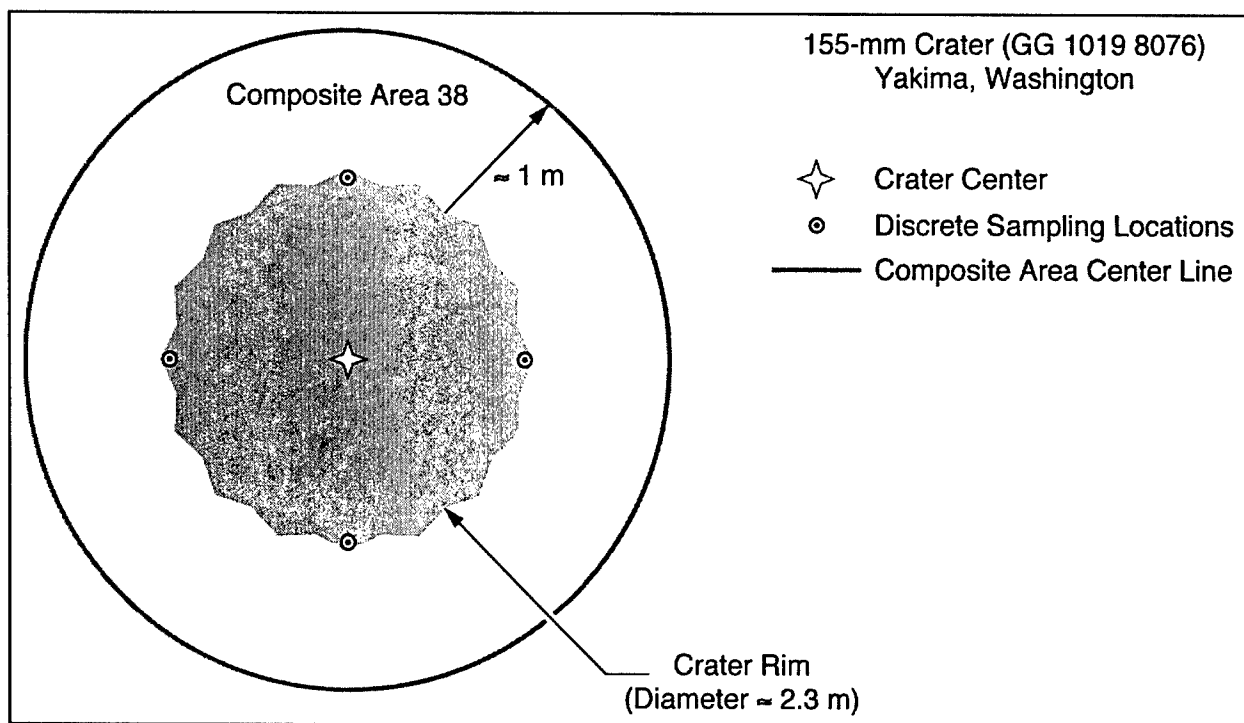 155-mm Crater (GG 1019 8076)
Yakima, Washington
Composite Area 38
≈ 1 m
Crater Center
Discrete Sampling Locations
Composite Area Center Line
Crater Rim
(Diameter ≈ 2.3 m)